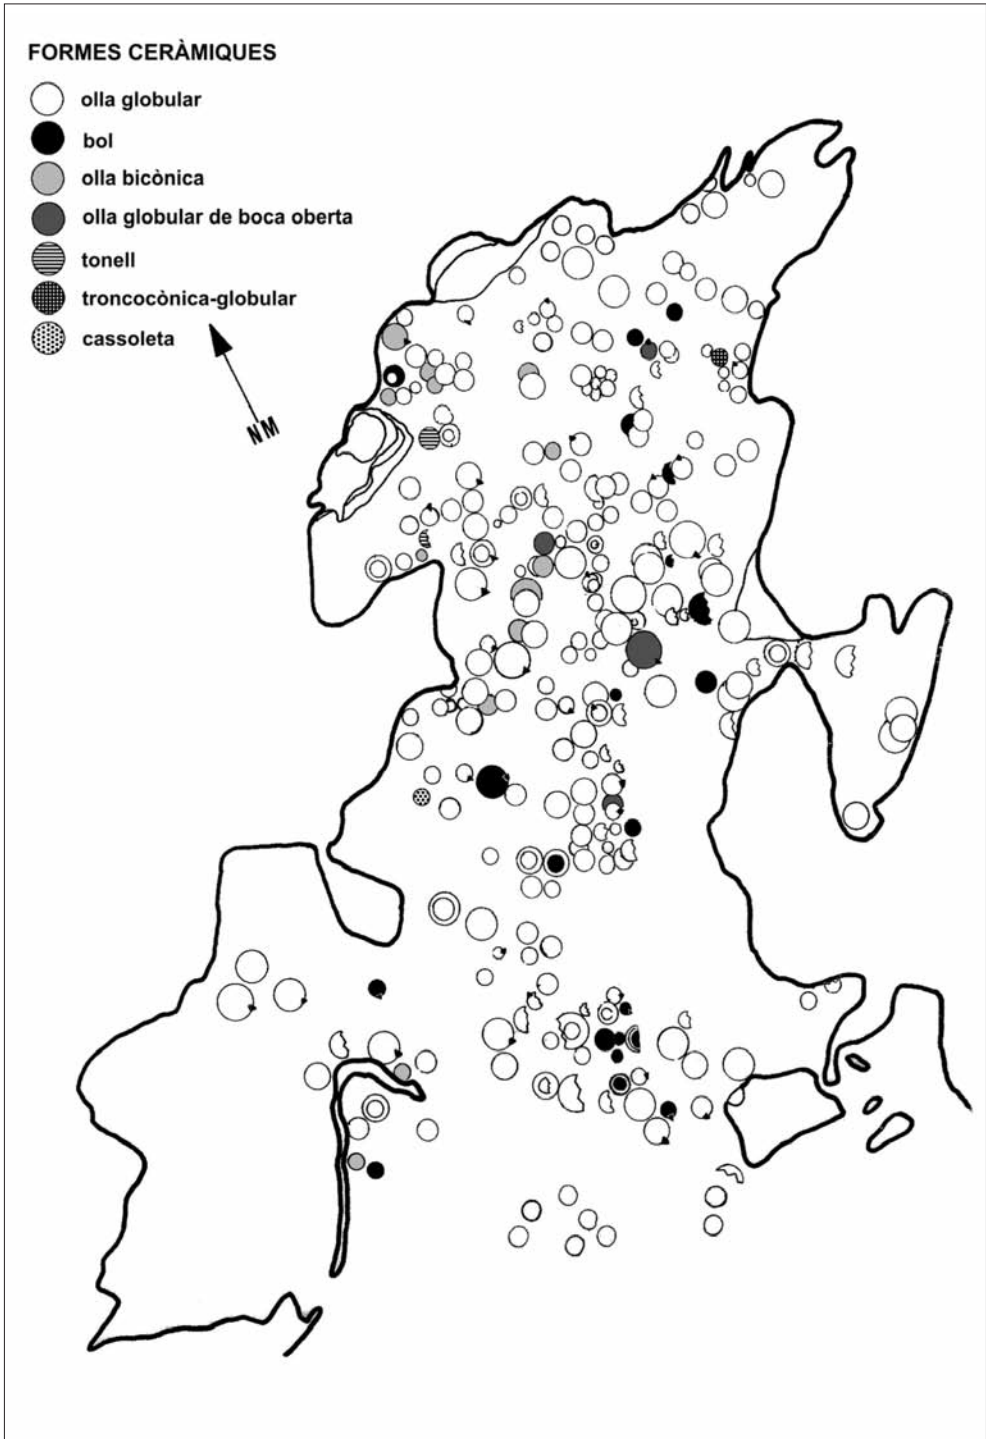 FORMES CERÀMIQUES
olla globular
bol
olla bicònica
olla globular de boca oberta
tonell
troncocònica-globular
cassoleta
NM